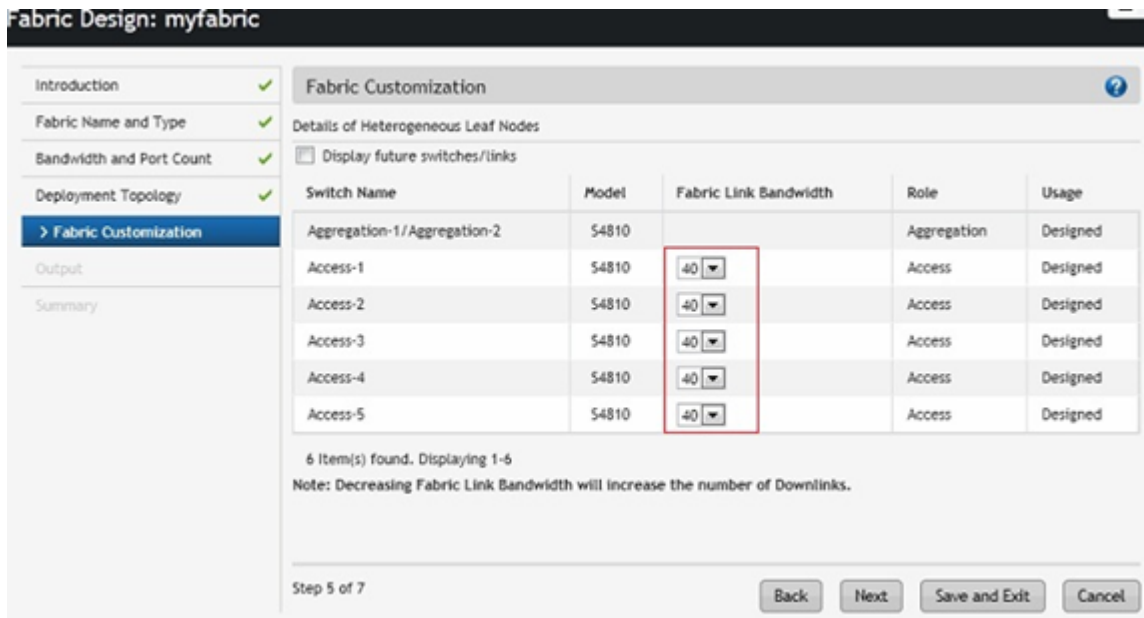 Fabric Design: myfabric
Introduction
Fabric Name and Type
Bandwidth and Port Count
Deployment Topology
> Fabric Customization
Output
Summary
Fabric Customization
?
Details of Heterogeneous Leaf Nodes
Display future switches/links
Switch Name Model Fabric Link Bandwidth Role Usage
Aggregation-1/Aggregation-2 S4810 Aggregation Designed
Access-1 S4810 40 Access Designed
Access-2 S4810 40 Access Designed
Access-3 S4810 40 Access Designed
Access-4 S4810 40 Access Designed
Access-5 S4810 40 Access Designed
6 Item(s) found. Displaying 1-6
Note: Decreasing Fabric Link Bandwidth will increase the number of Downlinks.
Step 5 of 7 Back Next Save and Exit Cancel